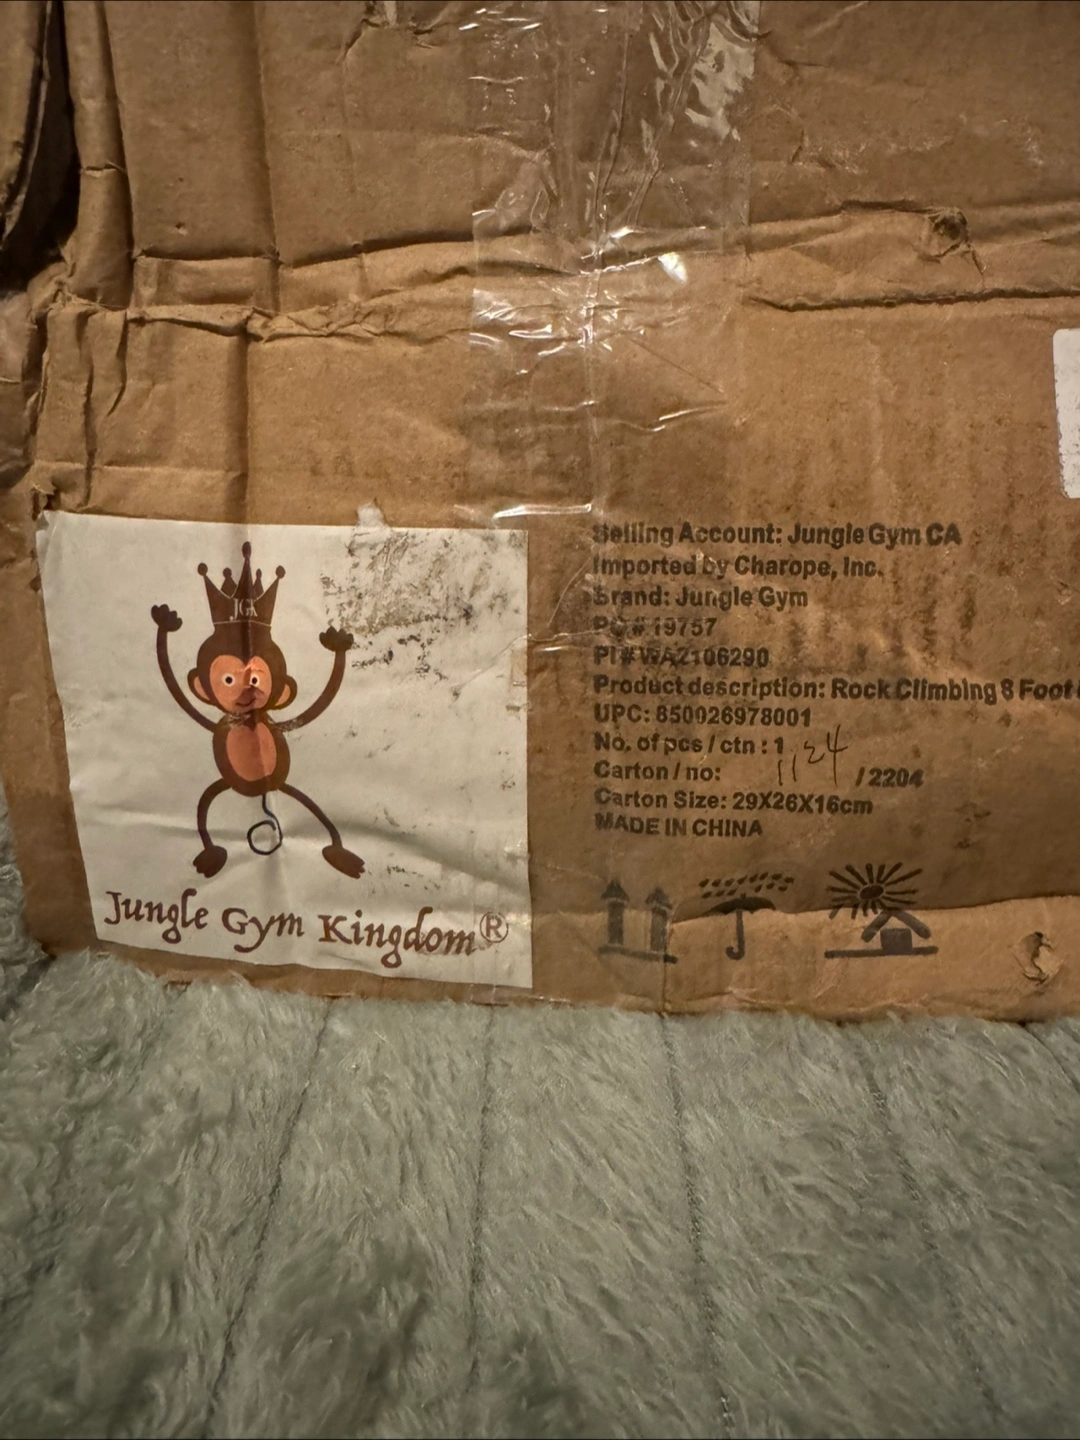 JGK
Jungle Gym Kingdom®
Selling Account: Jungle Gym CA
Imported by Charope, Inc.
Brand: Jungle Gym
PO# 19757
PI# WA2106290
Product description: Rock Climbing 8 Foot
UPC: 850026978001
No. of pcs / ctn : 1
Carton / no: 1124 / 2204
Carton Size: 29X26X16cm
MADE IN CHINA